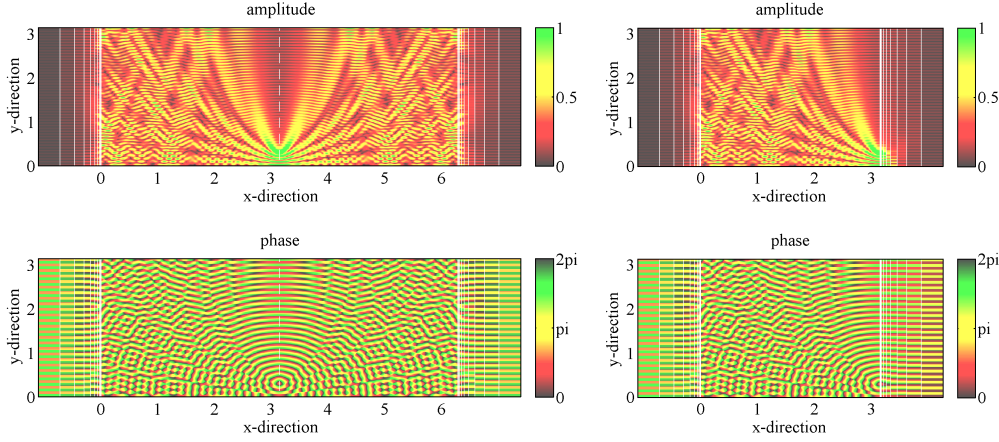 amplitude
y-direction
3
2
1
0
0 1 2 3 4 5 6
x-direction
1
0.5
0
amplitude
y-direction
3
2
1
0
0 1 2 3
x-direction
1
0.5
0
phase
y-direction
3
2
1
0
0 1 2 3 4 5 6
x-direction
2pi
pi
0
phase
y-direction
3
2
1
0
0 1 2 3
x-direction
2pi
pi
0